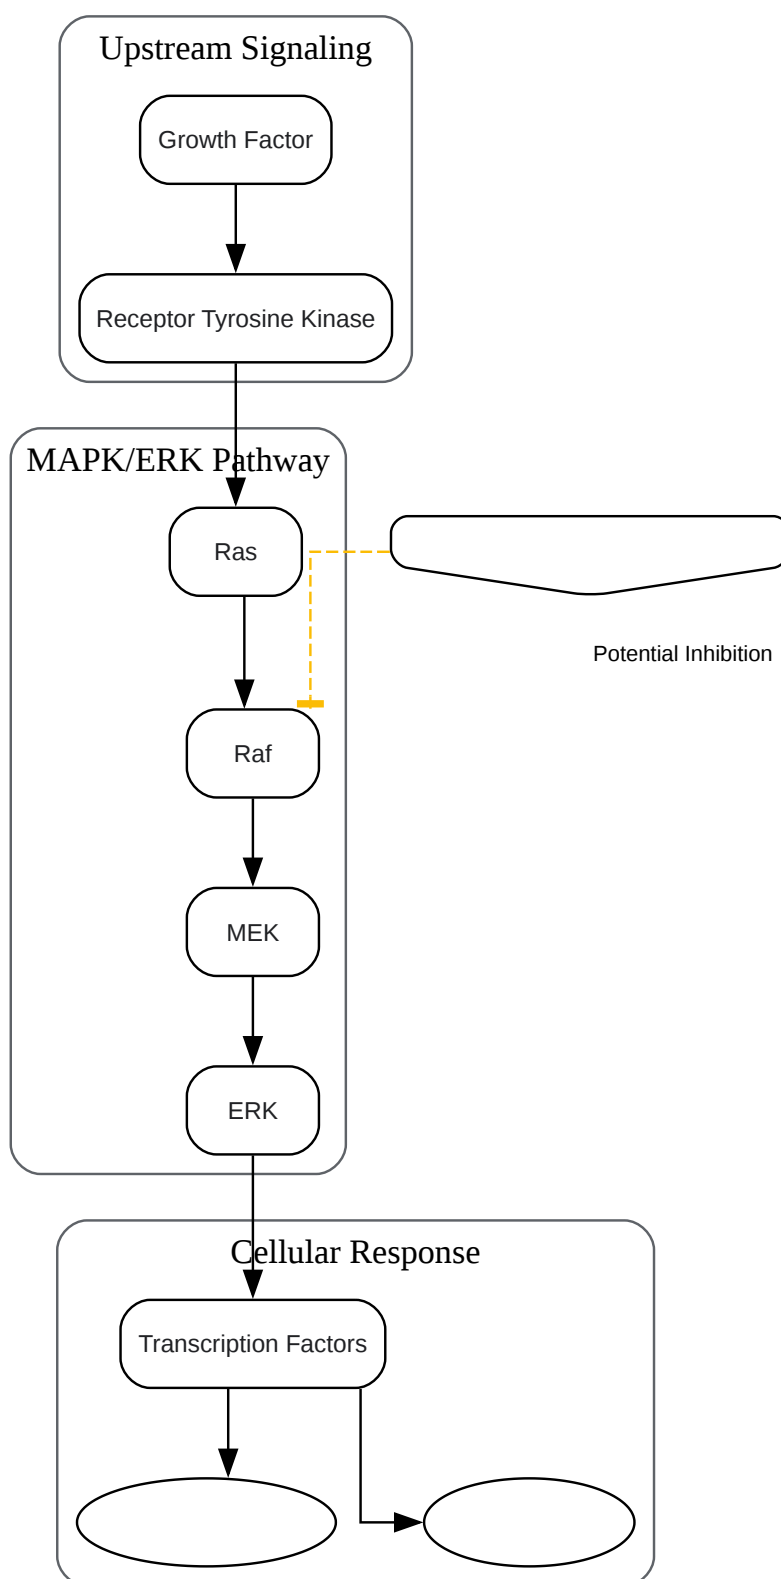 Upstream Signaling
Growth Factor
Receptor Tyrosine Kinase
MAPK/ERK Pathway
Ras
Potential Inhibition
Raf
MEK
ERK
Cellular Response
Transcription Factors